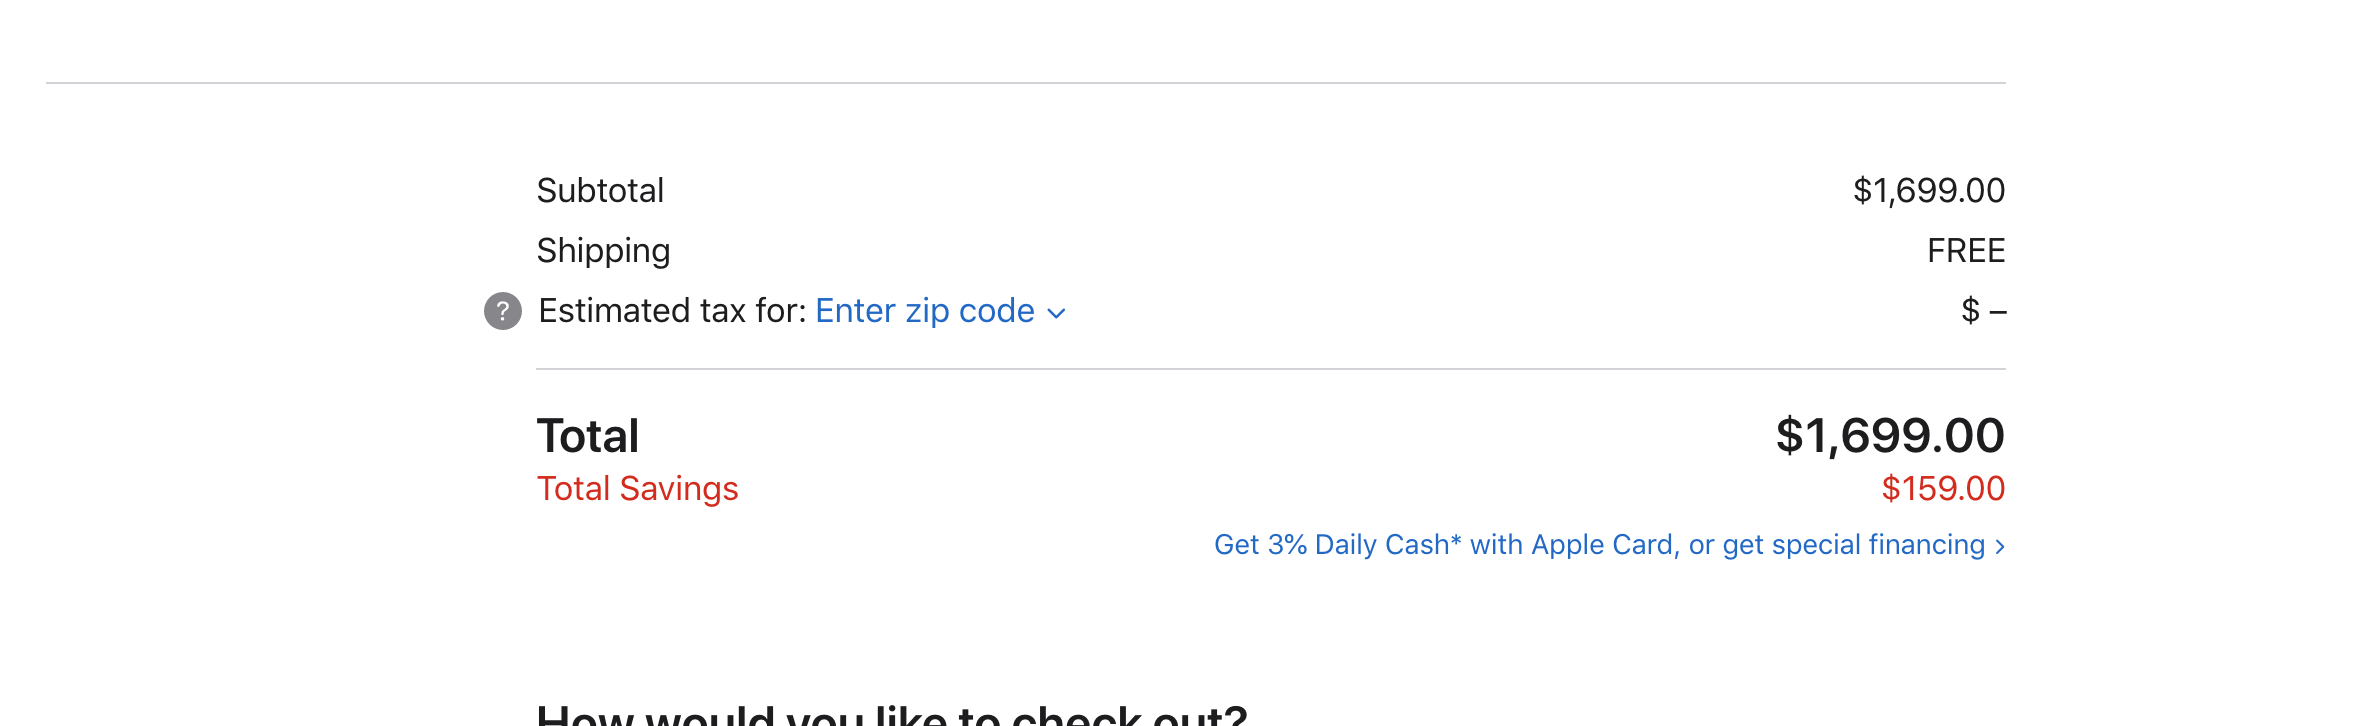 Subtotal $1,699.00
Shipping FREE
? Estimated tax for: Enter zip code $ –
Total $1,699.00
Total Savings $159.00
Get 3% Daily Cash* with Apple Card, or get special financing >
How would you like to check out?